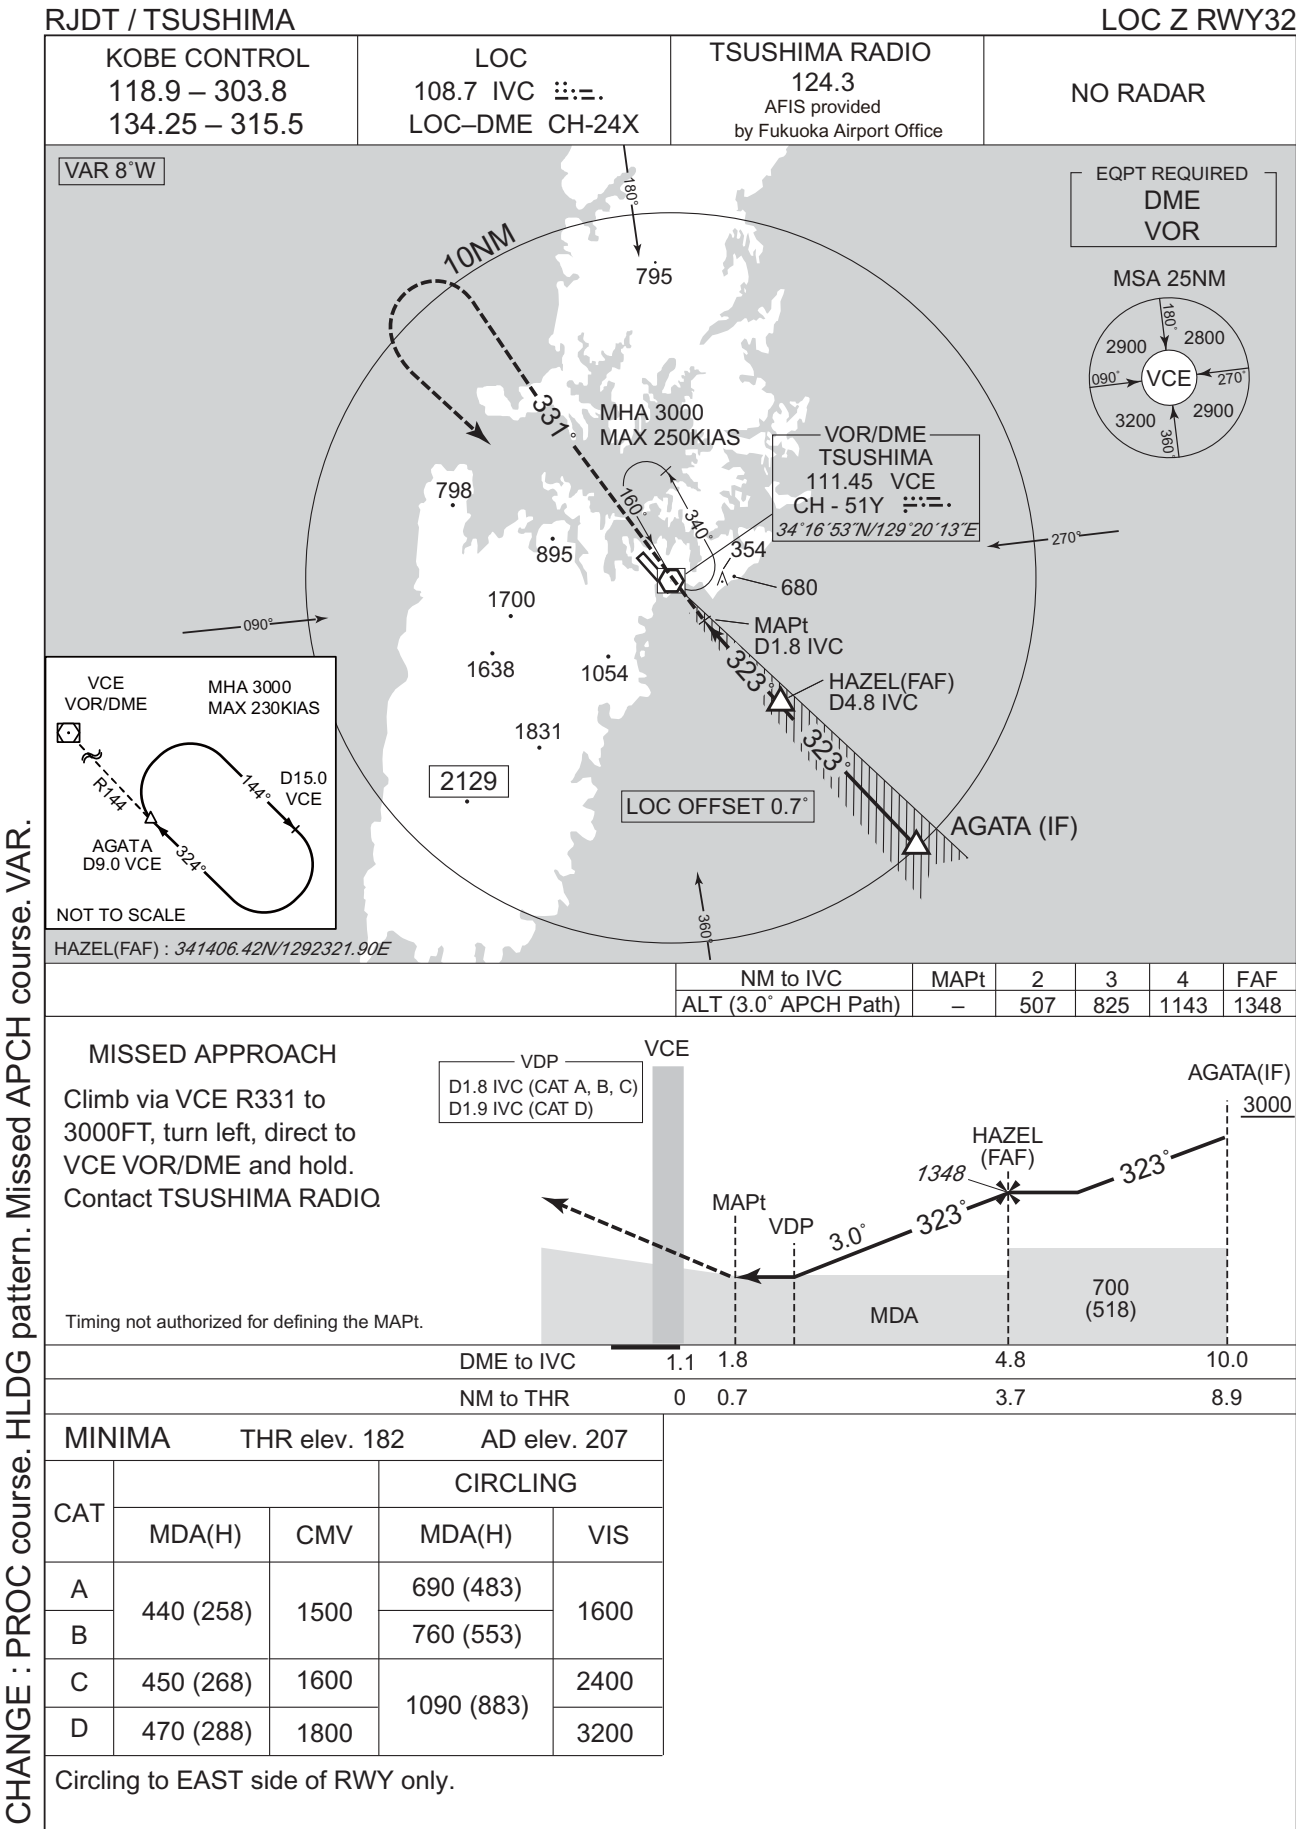 RJDT / TSUSHIMA
LOC Z RWY32
KOBE CONTROL
118.9 – 303.8
134.25 – 315.5
LOC
108.7 IVC
LOC–DME CH-24X
TSUSHIMA RADIO
124.3
AFIS provided
by Fukuoka Airport Office
NO RADAR
VAR 8˚W
EQPT REQUIRED
DME
VOR
MSA 25NM
180˚
2900
2800
090˚
VCE
270˚
3200
2900
360˚
180˚
10NM
795
331˚
MHA 3000
MAX 250KIAS
VOR/DME
TSUSHIMA
111.45 VCE
CH - 51Y
34˚16´53˝N/129˚20´13˝E
798
160˚
340˚
895
354
270˚
680
1700
090˚
MAPt
D1.8 IVC
1638
1054
323˚
HAZEL(FAF)
D4.8 IVC
1831
323˚
2129
LOC OFFSET 0.7˚
AGATA (IF)
360˚
VCE
VOR/DME
MHA 3000
MAX 230KIAS
R144
144˚
D15.0
VCE
AGATA
D9.0 VCE
324˚
NOT TO SCALE
HAZEL(FAF) : 341406.42N/1292321.90E
NM to IVC MAPt 2 3 4 FAF
ALT (3.0˚ APCH Path) – 507 825 1143 1348
MISSED APPROACH
Climb via VCE R331 to
3000FT, turn left, direct to
VCE VOR/DME and hold.
Contact TSUSHIMA RADIO.
Timing not authorized for defining the MAPt.
VDP
D1.8 IVC (CAT A, B, C)
D1.9 IVC (CAT D)
VCE
AGATA(IF)
3000
HAZEL
(FAF)
1348
323˚
MAPt
VDP
3.0˚
323˚
MDA
700
(518)
DME to IVC 1.1 1.8 4.8 10.0
NM to THR 0 0.7 3.7 8.9
MINIMA THR elev. 182 AD elev. 207
CAT
CIRCLING
MDA(H) CMV MDA(H) VIS
A 440 (258) 1500 690 (483) 1600
B 760 (553)
C 450 (268) 1600 1090 (883) 2400
D 470 (288) 1800 3200
Circling to EAST side of RWY only.
CHANGE : PROC course. HLDG pattern. Missed APCH course. VAR.